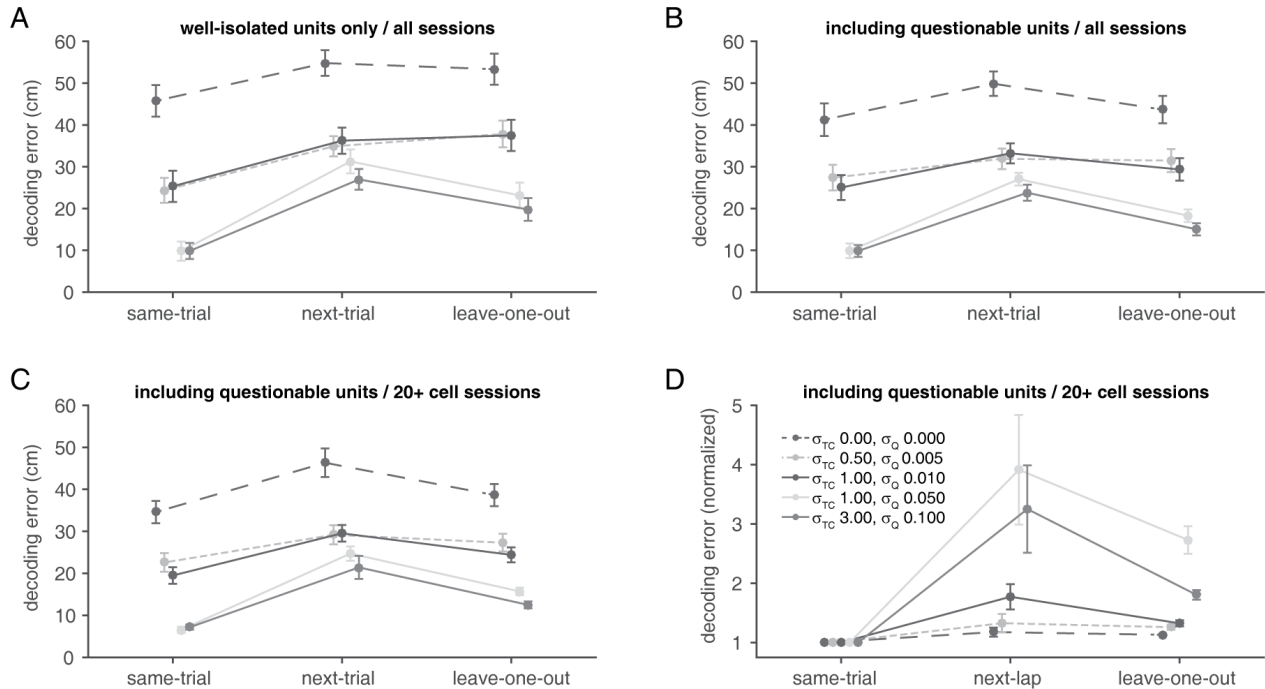 A
well-isolated units only / all sessions
decoding error (cm)
60
50
40
30
20
10
0
same-trial
next-trial
leave-one-out
B
including questionable units / all sessions
decoding error (cm)
60
50
40
30
20
10
0
same-trial
next-trial
leave-one-out
C
including questionable units / 20+ cell sessions
decoding error (cm)
60
50
40
30
20
10
0
same-trial
next-trial
leave-one-out
D
including questionable units / 20+ cell sessions
decoding error (normalized)
5
4
3
2
1
σTC 0.00, σQ 0.000
σTC 0.50, σQ 0.005
σTC 1.00, σQ 0.010
σTC 1.00, σQ 0.050
σTC 3.00, σQ 0.100
same-trial
next-lap
leave-one-out